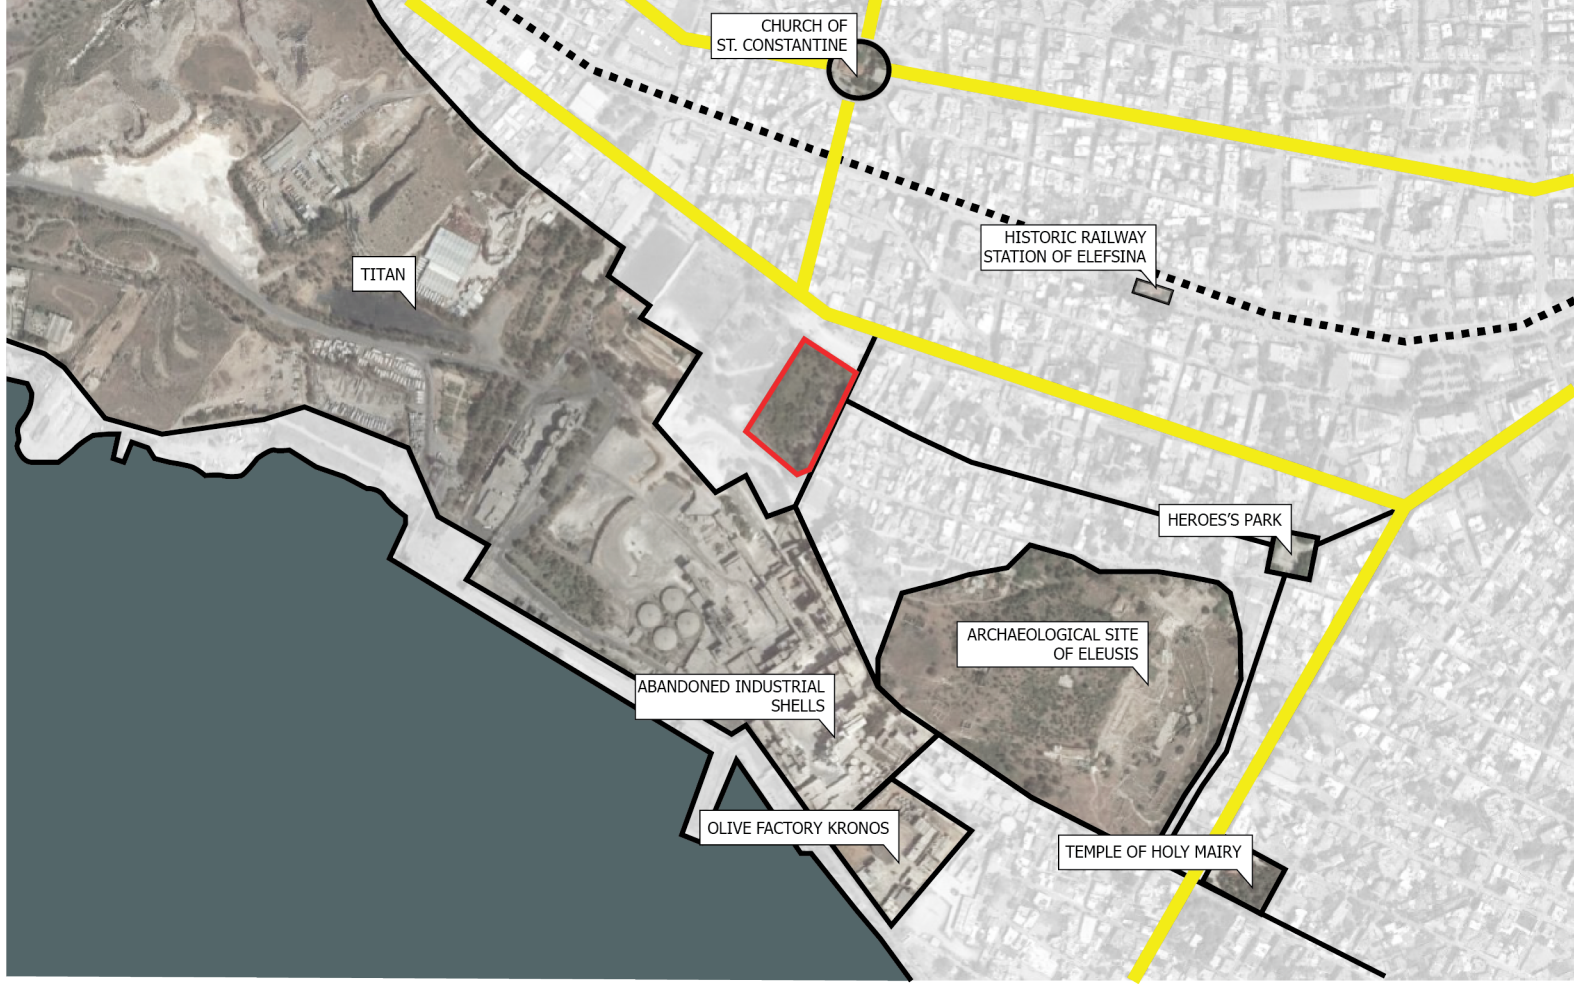 CHURCH OF
ST. CONSTANTINE
HISTORIC RAILWAY
STATION OF ELEFSINA
TITAN
HEROES'S PARK
ARCHAEOLOGICAL SITE
OF ELEUSIS
ABANDONED INDUSTRIAL
SHELLS
OLIVE FACTORY KRONOS
TEMPLE OF HOLY MAIRY